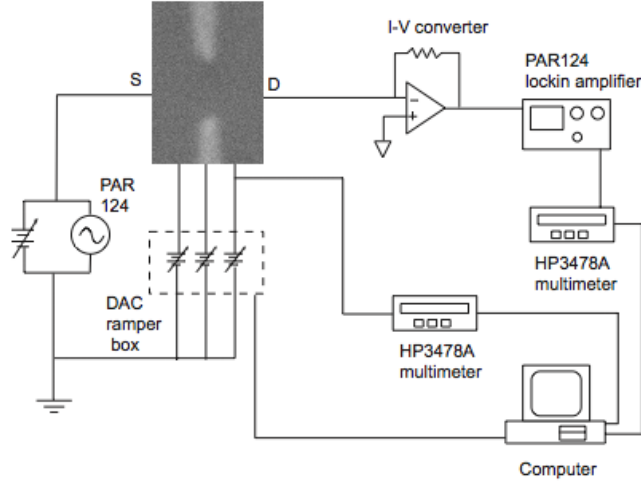 I-V converter
PAR124
lockin amplifier
S
D
PAR
124
HP3478A
multimeter
DAC
ramper
box
HP3478A
multimeter
Computer